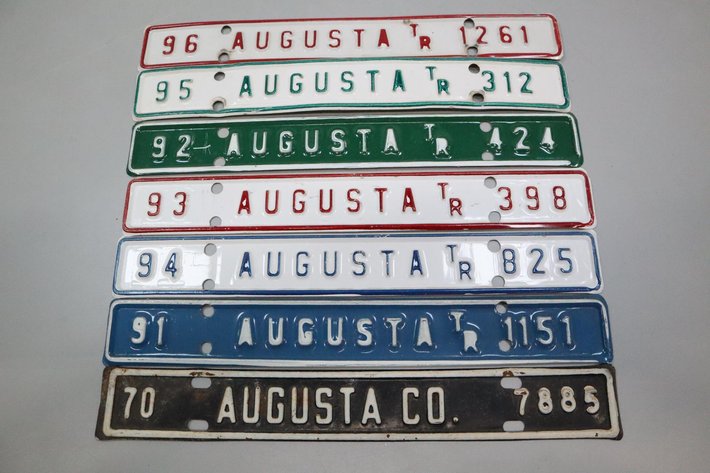 96 AUGUSTA TR 1261
95 AUGUSTA TR 312
92 AUGUSTA TR 424
93 AUGUSTA TR 398
94 AUGUSTA TR 825
91 AUGUSTA TR 1151
70 AUGUSTA CO. 7885